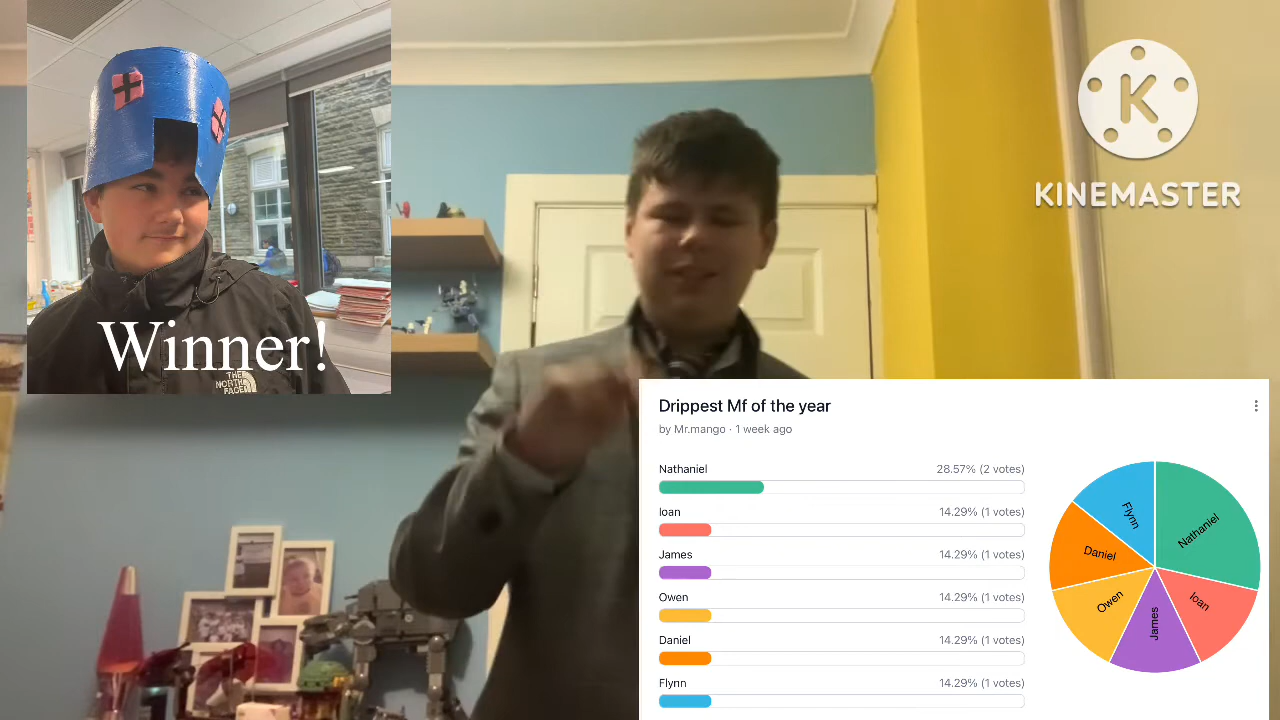 Winner!
THE
NORTH
FACE
K
KINEMASTER
Drippest Mf of the year
by Mr.mango · 1 week ago
Nathaniel 28.57% (2 votes)
Ioan 14.29% (1 votes)
James 14.29% (1 votes)
Owen 14.29% (1 votes)
Daniel 14.29% (1 votes)
Flynn 14.29% (1 votes)
Flynn
Nathaniel
Daniel
Owen
Ioan
James